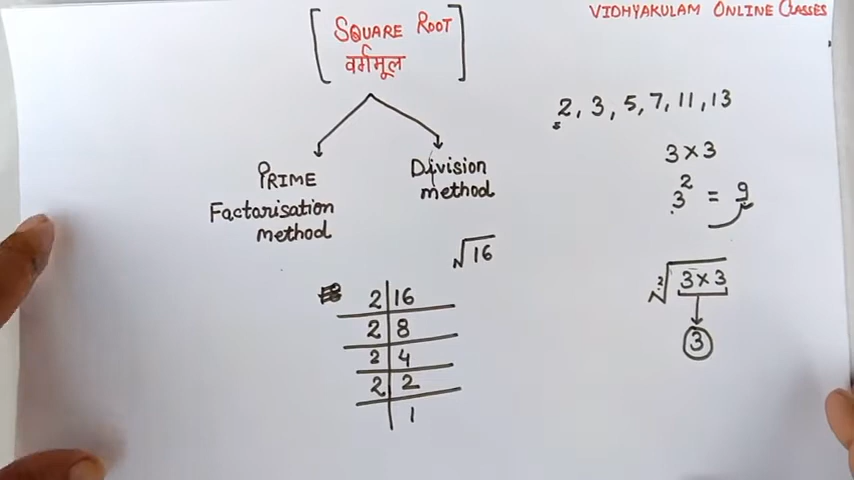 VIDHYAKULAM ONLINE CLASSES
[SQUARE ROOT
वर्गमूल]
2, 3, 5, 7, 11, 13
3×3
3² = 9
PRIME
Factorisation
method
Division
method
√16
²√3×3
3
2|16
2|8
2|4
2|2
|1